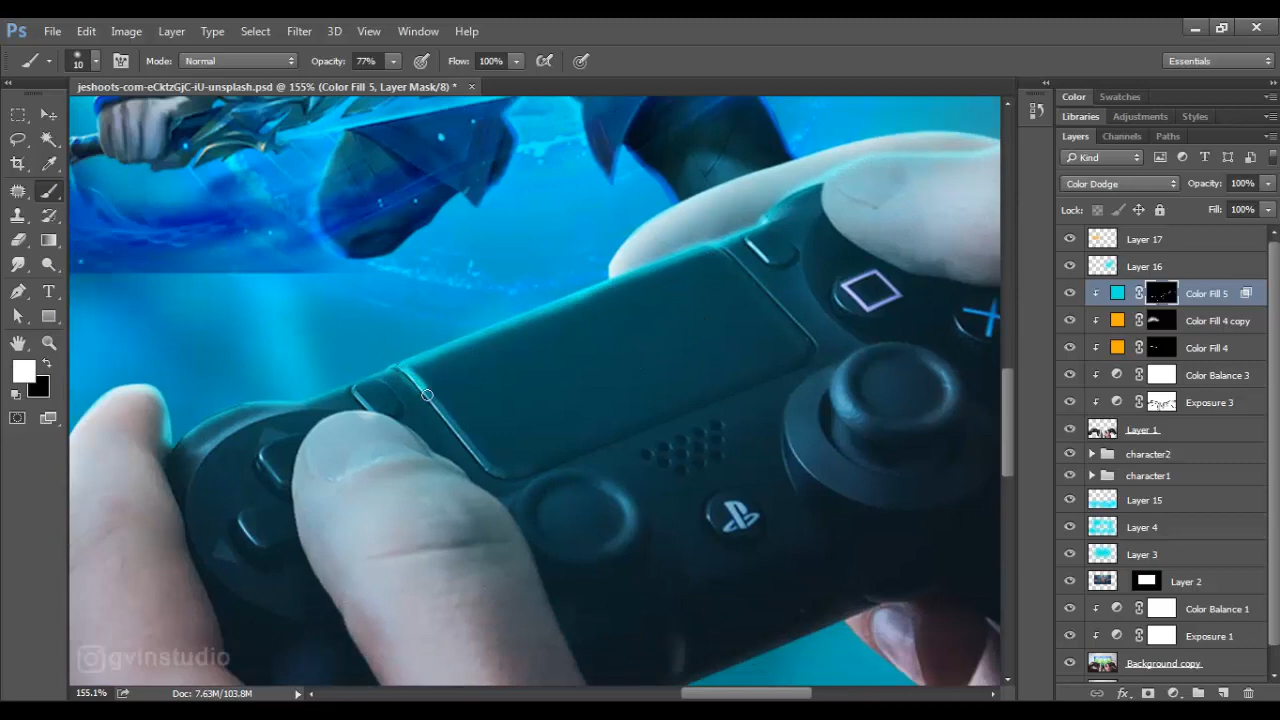 Ps File Edit Image Layer Type Select Filter 3D View Window Help
10 Mode: Normal Opacity: 77% Flow: 100% Essentials
jeshoots-com-eCktzGjC-iU-unsplash.psd @ 155% (Color Fill 5, Layer Mask/8) *
Color Swatches
Libraries Adjustments Styles
Layers Channels Paths
Kind
Color Dodge Opacity: 100%
Lock: Fill: 100%
Layer 17
Layer 16
Color Fill 5
Color Fill 4 copy
Color Fill 4
Color Balance 3
Exposure 3
Layer 1
character2
character1
Layer 15
Layer 4
Layer 3
Layer 2
Color Balance 1
Exposure 1
Background copy
gvinstudio
155.1% Doc: 7.63M/103.8M